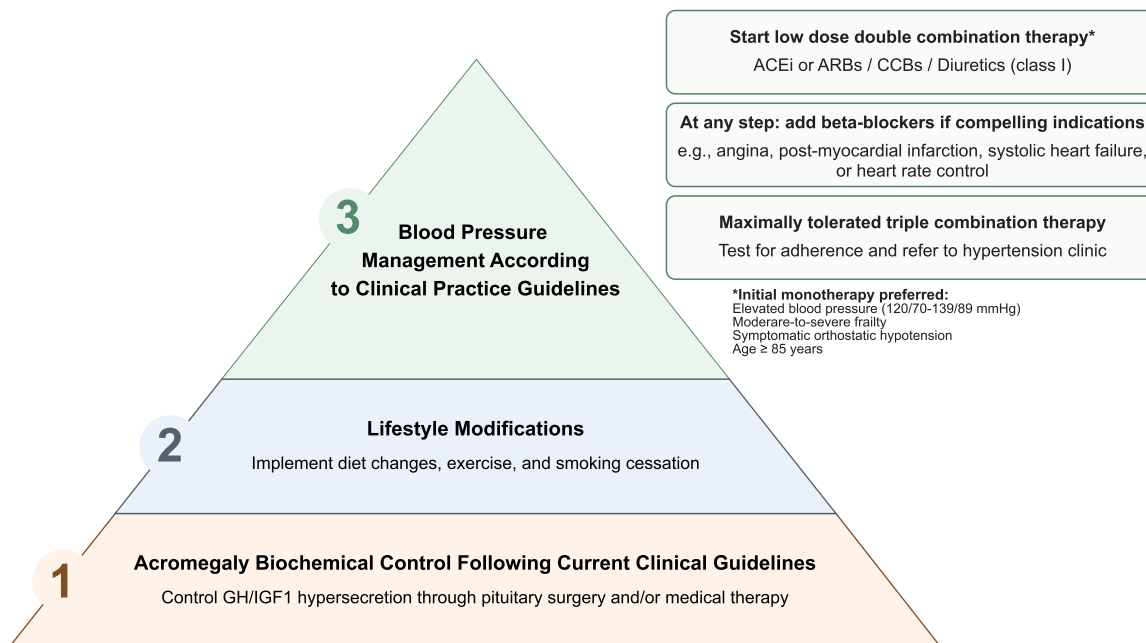 Start low dose double combination therapy*
ACEi or ARBs / CCBs / Diuretics (class I)
At any step: add beta-blockers if compelling indications
e.g., angina, post-myocardial infarction, systolic heart failure,
or heart rate control
3
Blood Pressure
Management According
to Clinical Practice Guidelines
Maximally tolerated triple combination therapy
Test for adherence and refer to hypertension clinic
*Initial monotherapy preferred:
Elevated blood pressure (120/70-139/89 mmHg)
Moderare-to-severe frailty
Symptomatic orthostatic hypotension
Age ≥ 85 years
2
Lifestyle Modifications
Implement diet changes, exercise, and smoking cessation
1
Acromegaly Biochemical Control Following Current Clinical Guidelines
Control GH/IGF1 hypersecretion through pituitary surgery and/or medical therapy